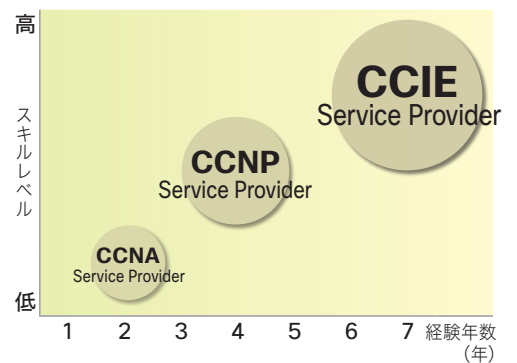 高
CCIE
Service Provider
スキルレベル
CCNP
Service Provider
CCNA
Service Provider
低
1 2 3 4 5 6 7 経験年数
(年)